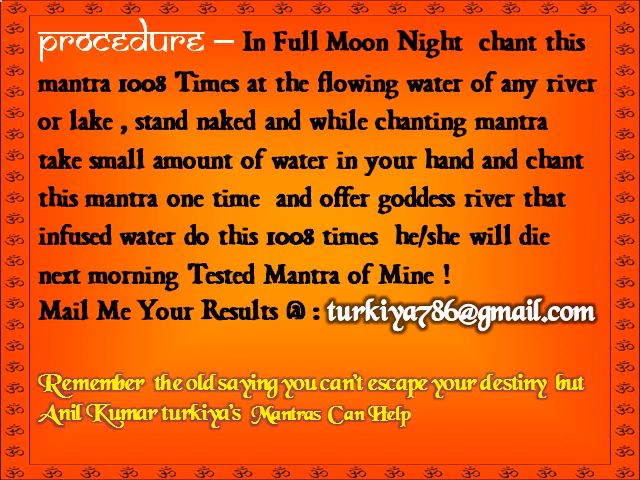 PROCEDURE – In Full Moon Night chant this
mantra 1008 Times at the flowing water of any river
or lake , stand naked and while chanting mantra
take small amount of water in your hand and chant
this mantra one time and offer goddess river that
infused water do this 1008 times he/she will die
next morning Tested Mantra of Mine !
Mail Me Your Results @ : turkiya786@gmail.com
Remember the old saying you can't escape your destiny but
Anil Kumar turkiya's Mantras Can Help